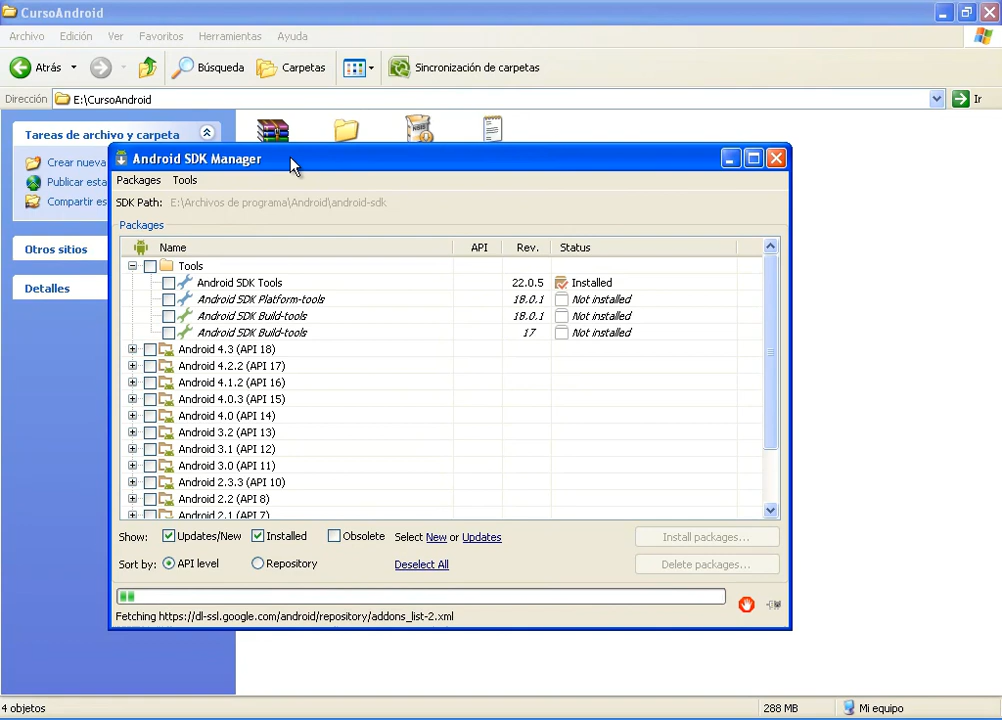 CursoAndroid
Archivo Edición Ver Favoritos Herramientas Ayuda
Atrás Búsqueda Carpetas Sincronización de carpetas
Dirección E:\CursoAndroid Ir
Tareas de archivo y carpeta
Crear nueva
Publicar esta
Compartir es
Otros sitios
Detalles
Android SDK Manager
Packages Tools
SDK Path: E:\Archivos de programa\Android\android-sdk
Packages
Name API Rev. Status
Tools
Android SDK Tools 22.0.5 Installed
Android SDK Platform-tools 18.0.1 Not installed
Android SDK Build-tools 18.0.1 Not installed
Android SDK Build-tools 17 Not installed
Android 4.3 (API 18)
Android 4.2.2 (API 17)
Android 4.1.2 (API 16)
Android 4.0.3 (API 15)
Android 4.0 (API 14)
Android 3.2 (API 13)
Android 3.1 (API 12)
Android 3.0 (API 11)
Android 2.3.3 (API 10)
Android 2.2 (API 8)
Android 2.1 (API 7)
Show: Updates/New Installed Obsolete Select New or Updates Install packages...
Sort by: API level Repository Deselect All Delete packages...
Fetching https://dl-ssl.google.com/android/repository/addons_list-2.xml
4 objetos 288 MB Mi equipo